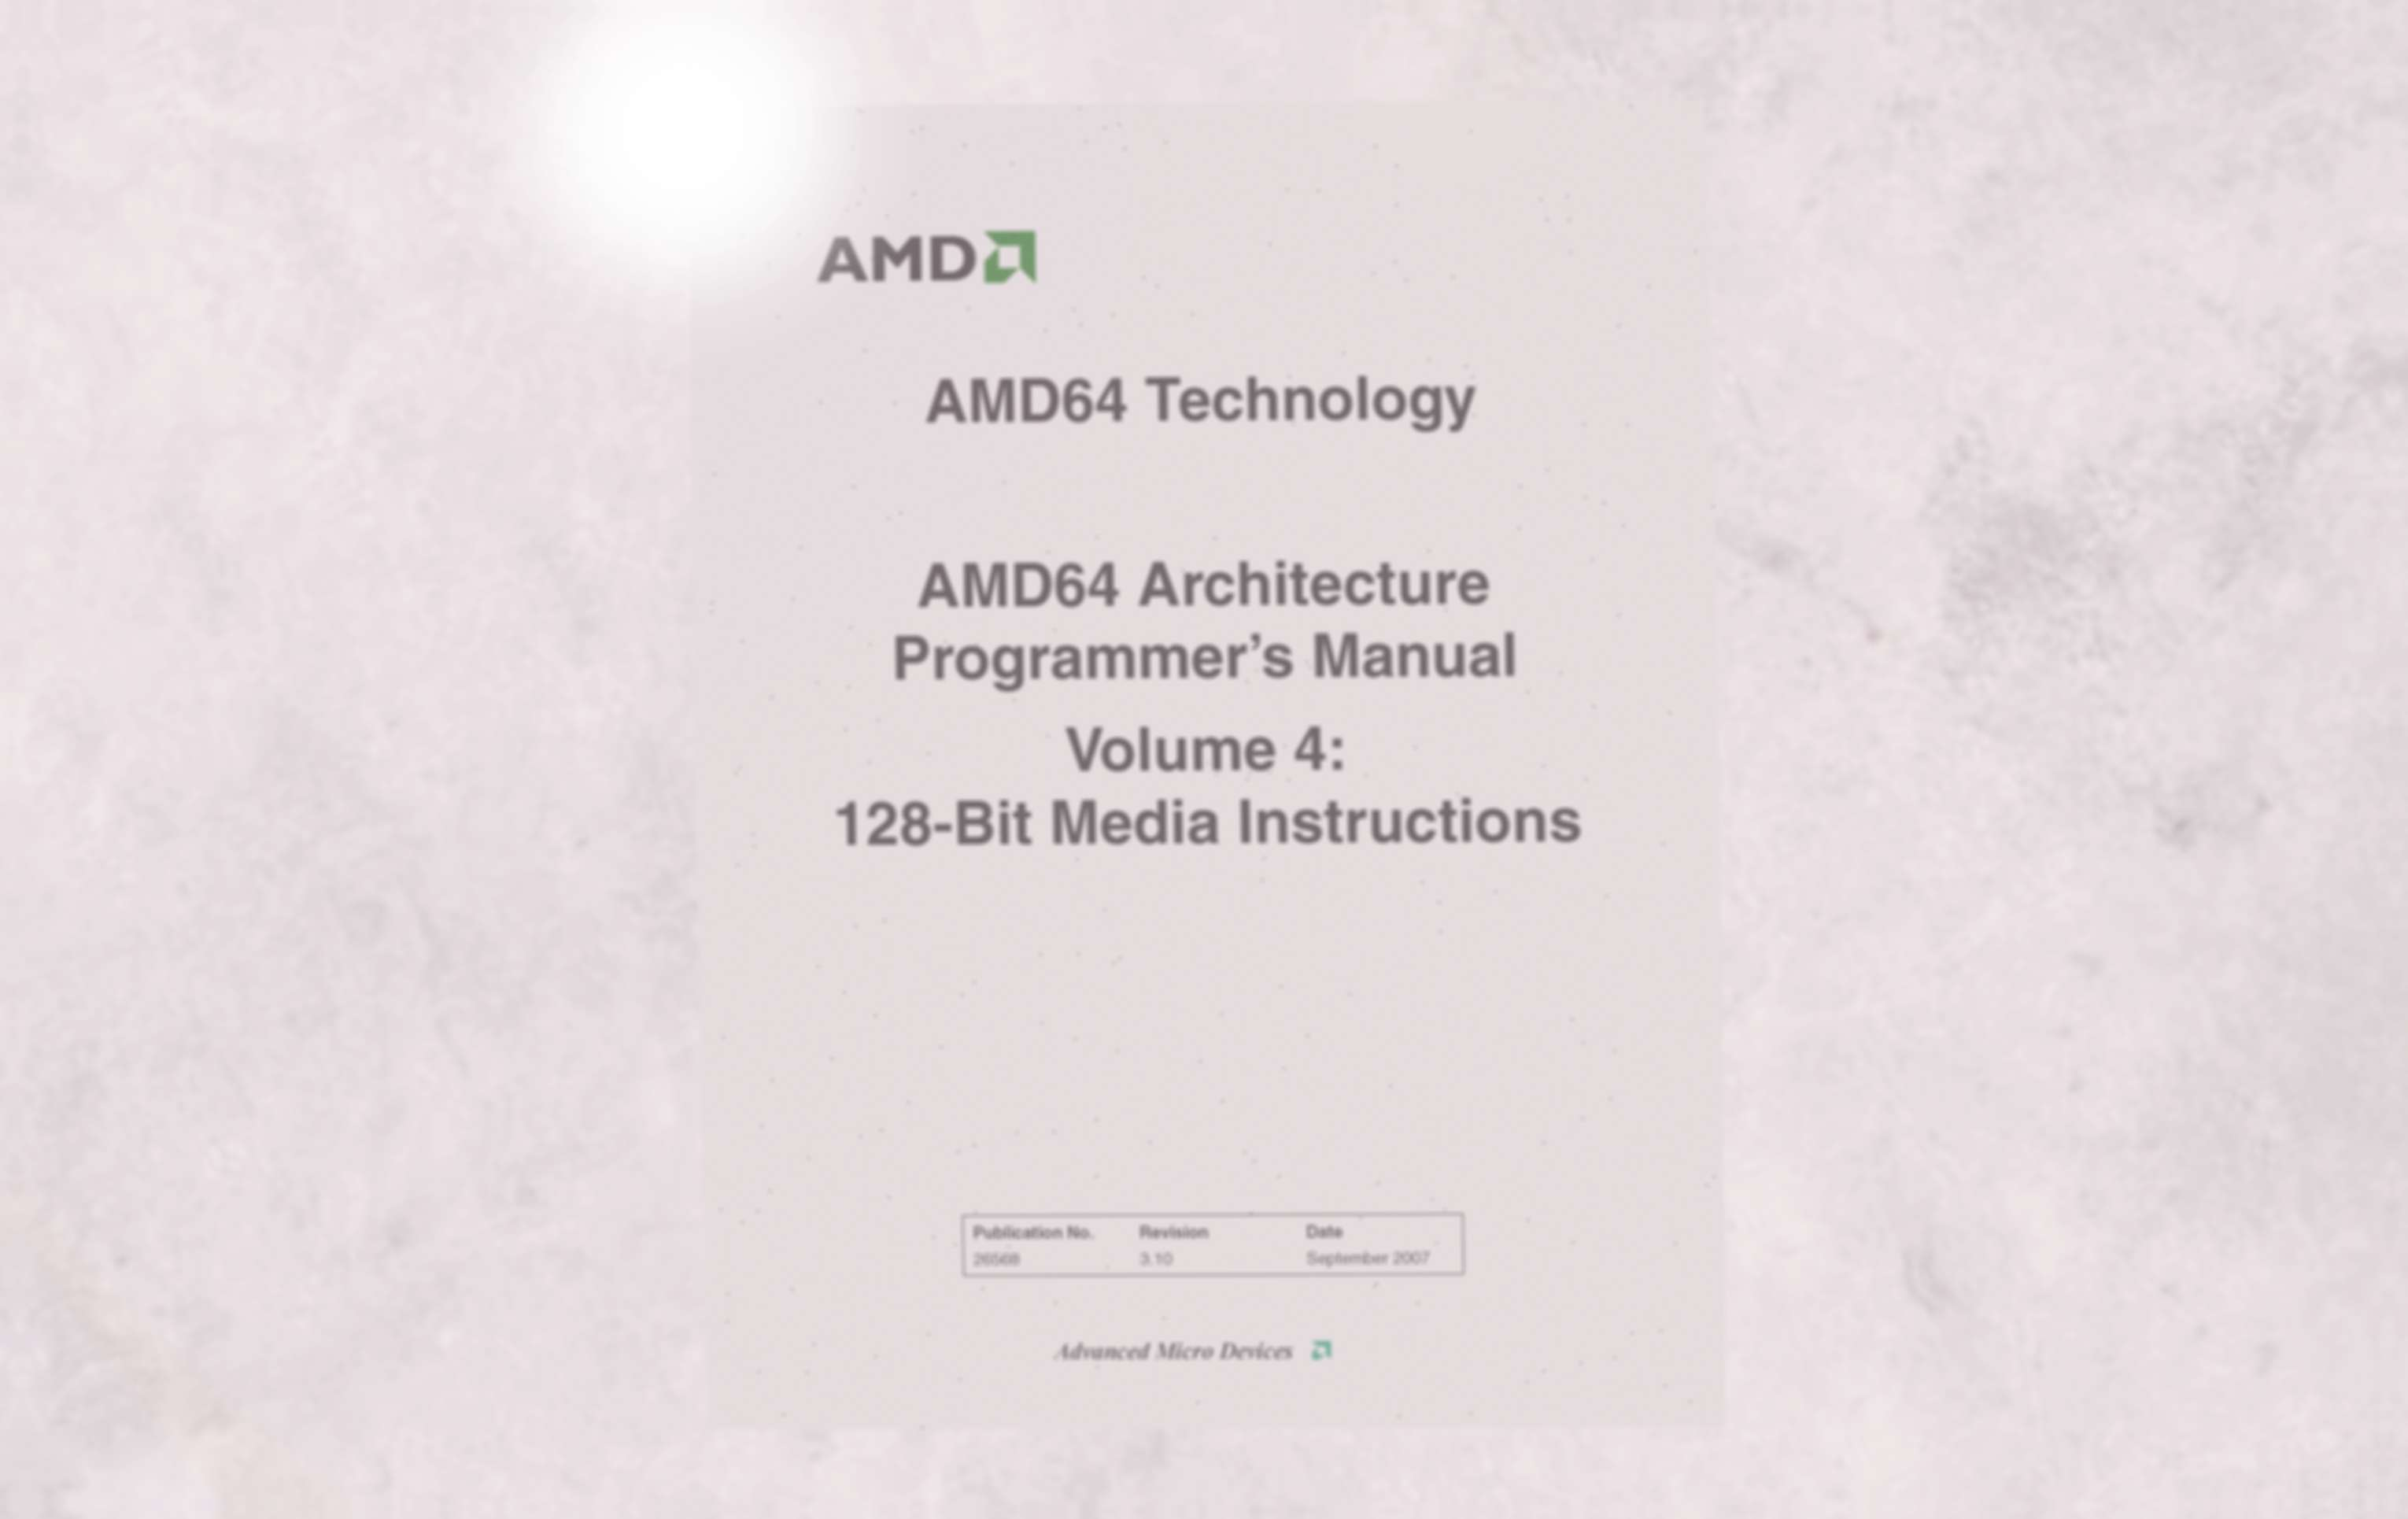 AMD
AMD64 Technology
AMD64 Architecture
Programmer’s Manual
Volume 4:
128-Bit Media Instructions
Publication No. Revision Date
26568 3.10 September 2007
Advanced Micro Devices